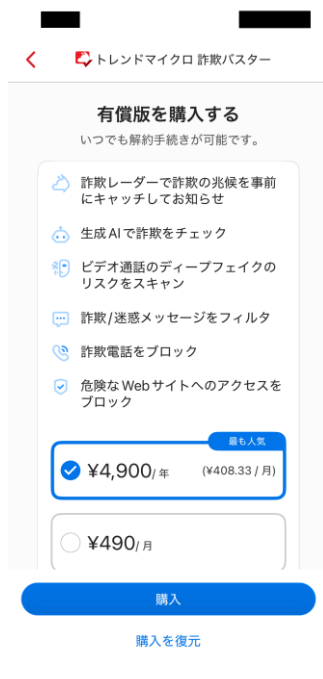 トレンドマイクロ 詐欺バスター
有償版を購入する
いつでも解約手続きが可能です。
詐欺レーダーで詐欺の兆候を事前
にキャッチしてお知らせ
生成AIで詐欺をチェック
ビデオ通話のディープフェイクの
リスクをスキャン
詐欺/迷惑メッセージをフィルタ
詐欺電話をブロック
危険なWebサイトへのアクセスを
ブロック
最も人気
¥4,900/ 年 (¥408.33 / 月)
¥490/ 月
購入
購入を復元